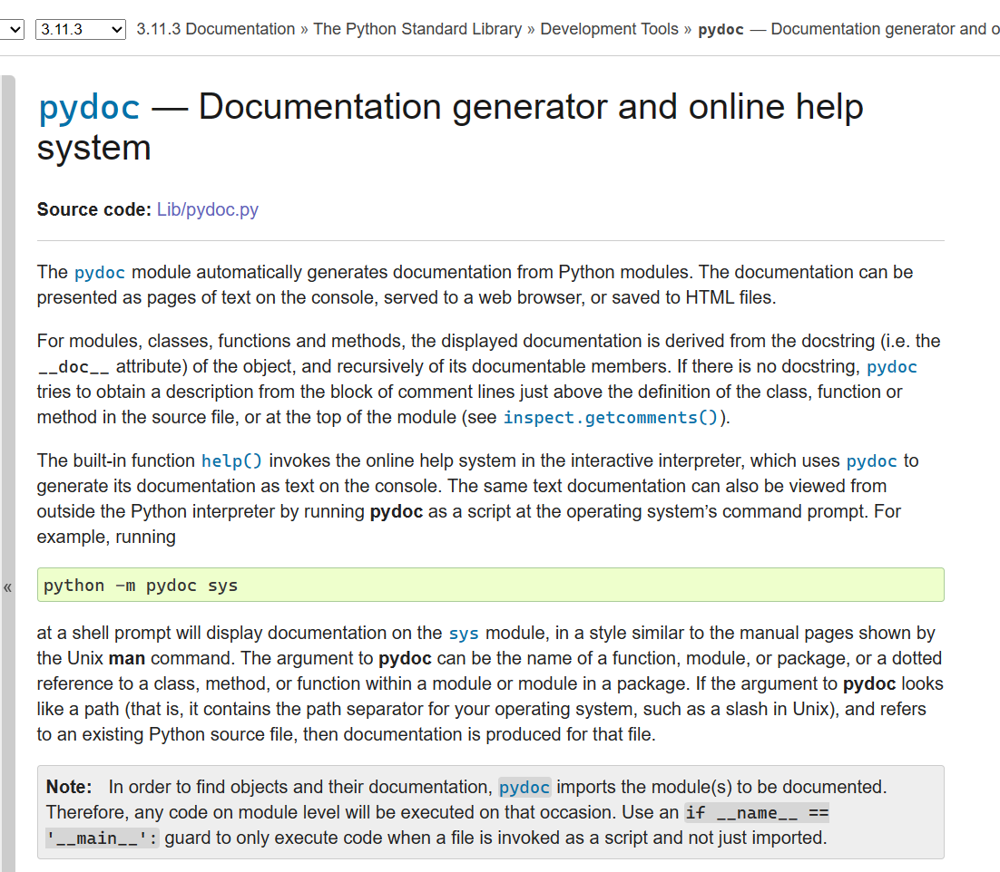 3.11.3 3.11.3 Documentation » The Python Standard Library » Development Tools » pydoc — Documentation generator and o
pydoc — Documentation generator and online help
system
Source code: Lib/pydoc.py
The pydoc module automatically generates documentation from Python modules. The documentation can be
presented as pages of text on the console, served to a web browser, or saved to HTML files.
For modules, classes, functions and methods, the displayed documentation is derived from the docstring (i.e. the
__doc__ attribute) of the object, and recursively of its documentable members. If there is no docstring, pydoc
tries to obtain a description from the block of comment lines just above the definition of the class, function or
method in the source file, or at the top of the module (see inspect.getcomments()).
The built-in function help() invokes the online help system in the interactive interpreter, which uses pydoc to
generate its documentation as text on the console. The same text documentation can also be viewed from
outside the Python interpreter by running pydoc as a script at the operating system’s command prompt. For
example, running
«
python -m pydoc sys
at a shell prompt will display documentation on the sys module, in a style similar to the manual pages shown by
the Unix man command. The argument to pydoc can be the name of a function, module, or package, or a dotted
reference to a class, method, or function within a module or module in a package. If the argument to pydoc looks
like a path (that is, it contains the path separator for your operating system, such as a slash in Unix), and refers
to an existing Python source file, then documentation is produced for that file.
Note: In order to find objects and their documentation, pydoc imports the module(s) to be documented.
Therefore, any code on module level will be executed on that occasion. Use an if __name__ ==
'__main__': guard to only execute code when a file is invoked as a script and not just imported.